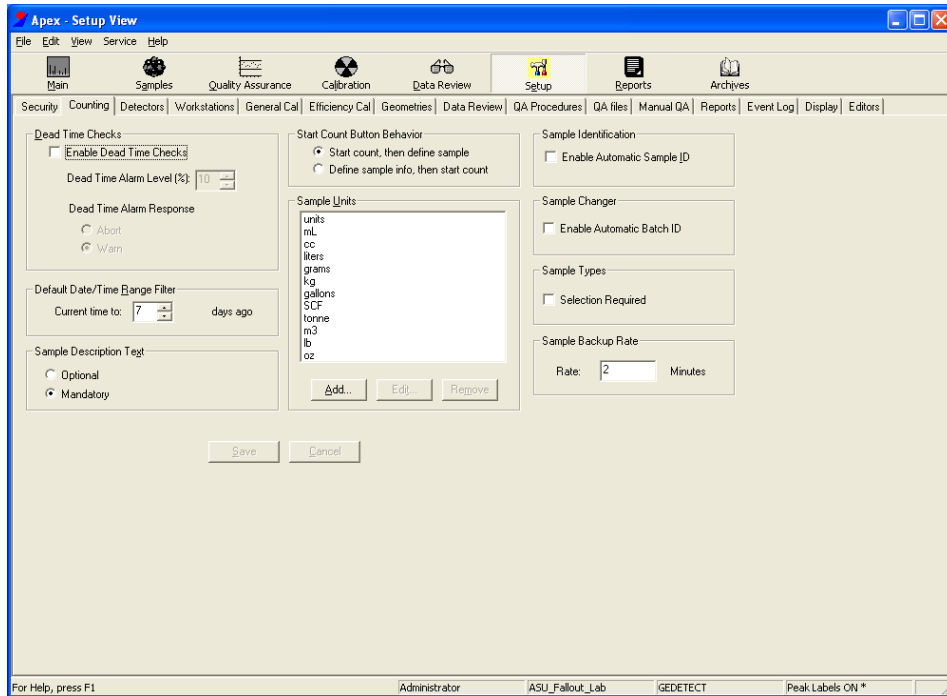 Apex - Setup View
File Edit View Service Help
Main Samples Quality Assurance Calibration Data Review Setup Reports Archives
Security Counting Detectors Workstations General Cal Efficiency Cal Geometries Data Review QA Procedures QA files Manual QA Reports Event Log Display Editors
Dead Time Checks
Enable Dead Time Checks
Dead Time Alarm Level (%): 10
Dead Time Alarm Response
Abort
Warn
Default Date/Time Range Filter
Current time to: 7 days ago
Sample Description Text
Optional
Mandatory
Start Count Button Behavior
Start count, then define sample
Define sample info, then start count
Sample Units
units
mL
cc
liters
grams
kg
gallons
SCF
tonne
m3
lb
oz
Add... Edit... Remove
Sample Identification
Enable Automatic Sample ID
Sample Changer
Enable Automatic Batch ID
Sample Types
Selection Required
Sample Backup Rate
Rate: 2 Minutes
Save Cancel
For Help, press F1 Administrator ASU_Fallout_Lab GEDETECT Peak Labels ON *